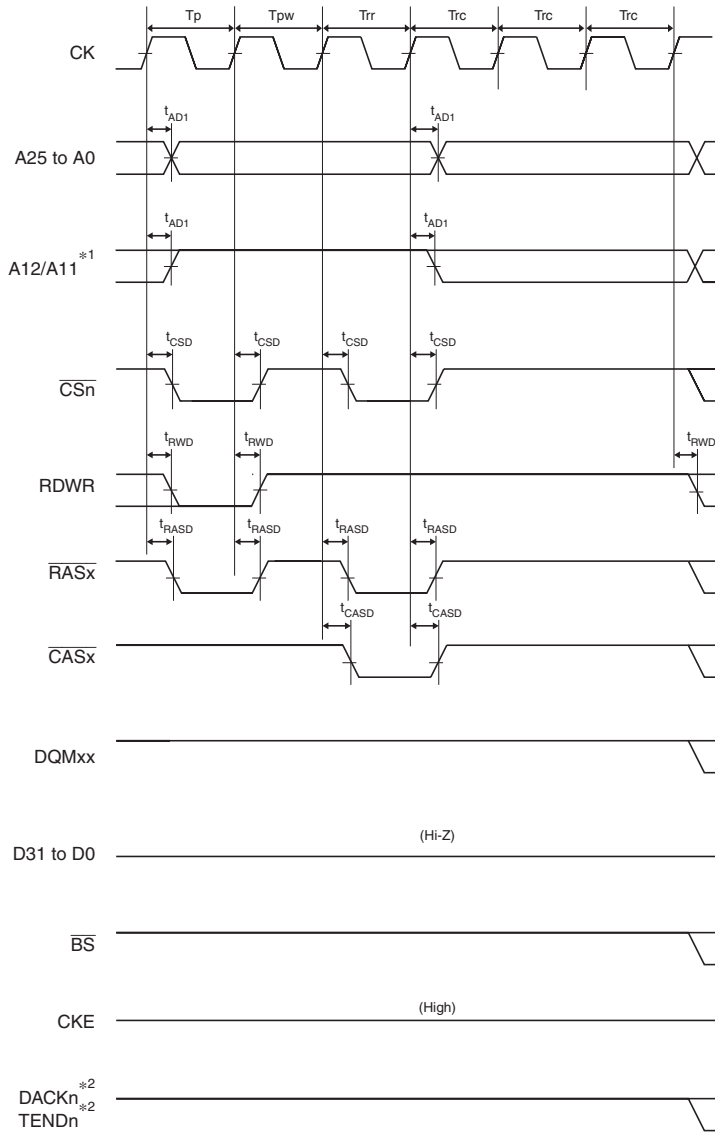 Tp Tpw Trr Trc Trc Trc
CK
tAD1 tAD1
A25 to A0
tAD1 tAD1
A12/A11*1
tCSD tCSD tCSD tCSD
CSn
tRWD tRWD tRWD
RDWR
tRASD tRASD tRASD tRASD
RASx
tCASD tCASD
CASx
DQMxx
(Hi-Z)
D31 to D0
BS
(High)
CKE
DACKn*2
TENDn*2